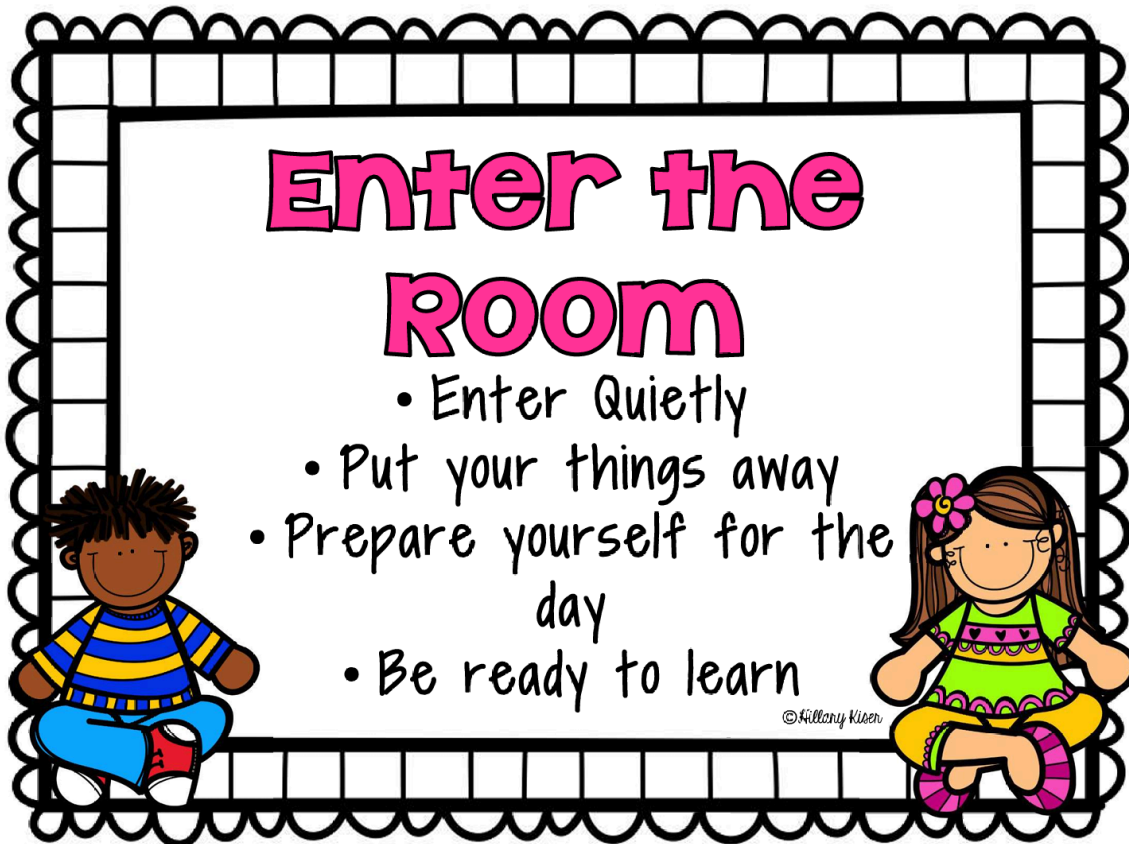 Enter the
Room
• Enter Quietly
• Put your things away
• Prepare yourself for the
day
• Be ready to learn
©Hillary Kiser